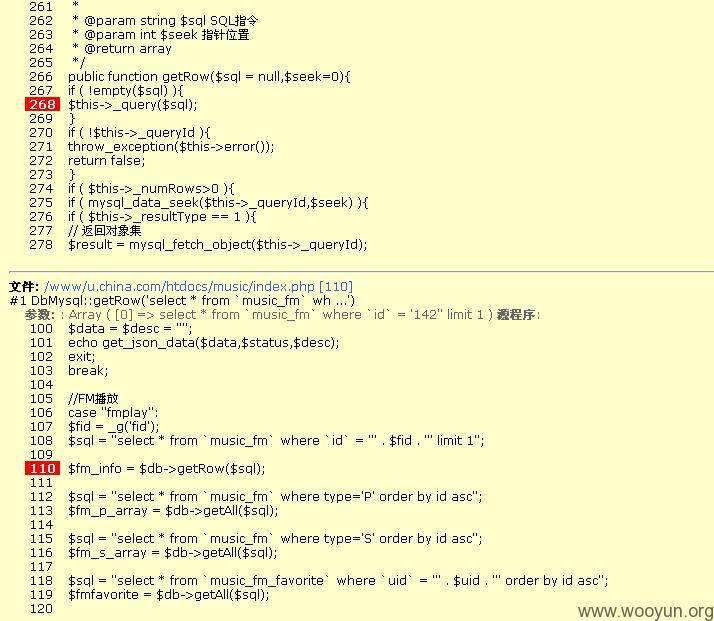 261 *
262 * @param string $sql SQL指令
263 * @param int $seek 指针位置
264 * @return array
265 */
266 public function getRow($sql = null,$seek=0){
267 if ( !empty($sql) ){
268 $this->_query($sql);
269 }
270 if ( !$this->_queryId ){
271 throw_exception($this->error());
272 return false;
273 }
274 if ( $this->_numRows>0 ){
275 if ( mysql_data_seek($this->_queryId,$seek) ){
276 if ( $this->_resultType == 1 ){
277 // 返回对象集
278 $result = mysql_fetch_object($this->_queryId);
文件: /www/u.china.com/htdocs/music/index.php [110]
#1 DbMysql::getRow('select * from `music_fm` wh ...')
参数: : Array ( [0] => select * from `music_fm` where `id` = '142'' limit 1 ) 源程序:
100 $data = $desc = "";
101 echo get_json_data($data,$status,$desc);
102 exit;
103 break;
104
105 //FM播放
106 case "fmplay":
107 $fid = _g('fid');
108 $sql = "select * from `music_fm` where `id` = '" . $fid . "' limit 1";
109
110 $fm_info = $db->getRow($sql);
111
112 $sql = "select * from `music_fm` where type='P' order by id asc";
113 $fm_p_array = $db->getAll($sql);
114
115 $sql = "select * from `music_fm` where type='S' order by id asc";
116 $fm_s_array = $db->getAll($sql);
117
118 $sql = "select * from `music_fm_favorite` where `uid` = '" . $uid . "' order by id asc";
119 $fmfavorite = $db->getAll($sql);
120
www.wooyun.org